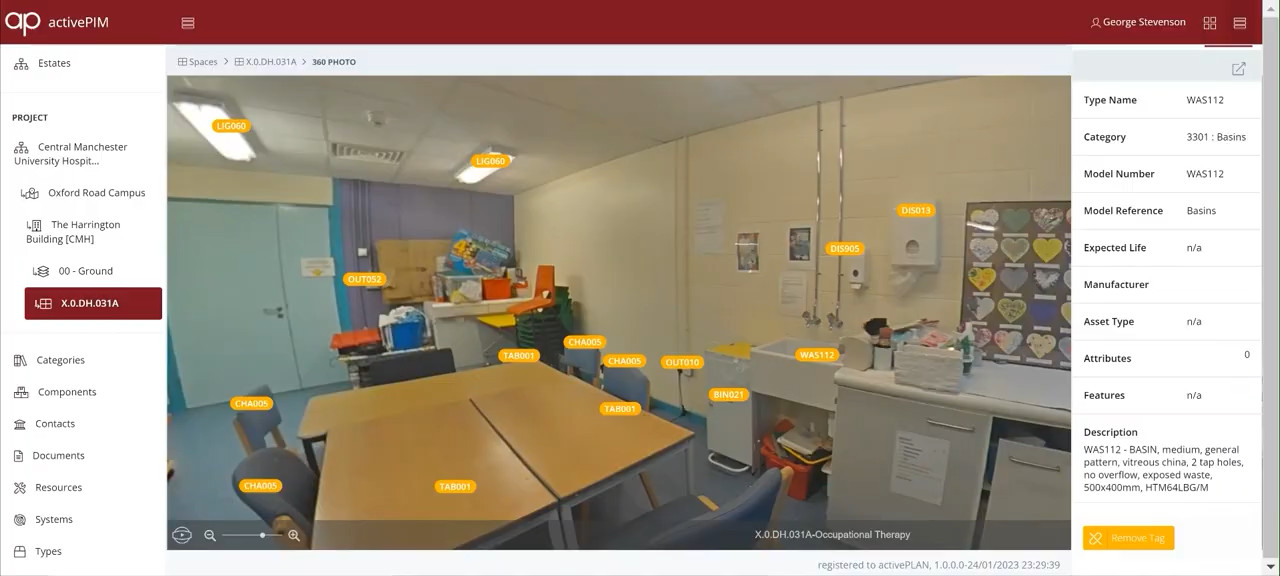 activePIM
George Stevenson
Estates
PROJECT
Central Manchester
University Hospit...
Oxford Road Campus
The Harrington
Building [CMH]
00 - Ground
X.0.DH.031A
Categories
Components
Contacts
Documents
Resources
Systems
Types
Spaces > X.0.DH.031A > 360 PHOTO
LIG060
LIG060
DIS013
DIS905
OUT052
CHA005
TAB001
CHA005
OUT010
WAS112
BIN021
CHA005
TAB001
CHA005
TAB001
X.0.DH.031A-Occupational Therapy
registered to activePLAN, 1.0.0.0-24/01/2023 23:29:39
Type Name WAS112
Category 3301 : Basins
Model Number WAS112
Model Reference Basins
Expected Life n/a
Manufacturer
Asset Type n/a
Attributes 0
Features n/a
Description
WAS112 - BASIN, medium, general
pattern, vitreous china, 2 tap holes,
no overflow, exposed waste,
500x400mm, HTM64LBG/M
Remove Tag